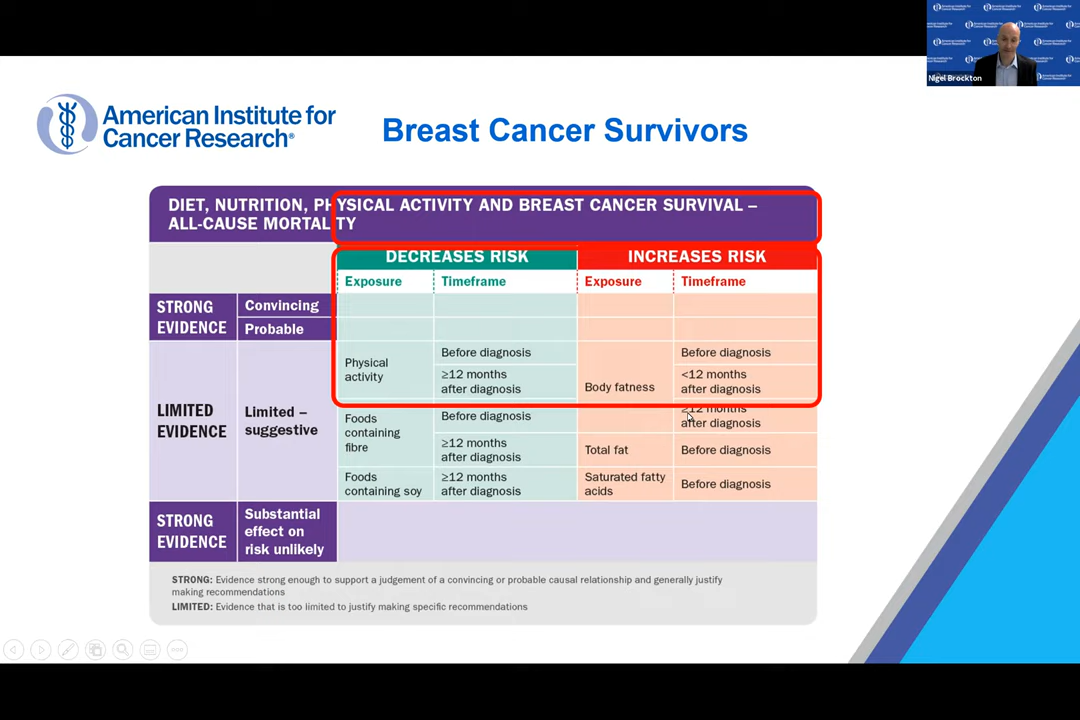 American Institute for
Cancer Research®
Breast Cancer Survivors
Nigel Brockton
DIET, NUTRITION, PHYSICAL ACTIVITY AND BREAST CANCER SURVIVAL –
ALL-CAUSE MORTALITY
DECREASES RISK
INCREASES RISK
Exposure
Timeframe
Exposure
Timeframe
STRONG
EVIDENCE
Convincing
Probable
LIMITED
EVIDENCE
Limited –
suggestive
Physical
activity
Before diagnosis
≥12 months
after diagnosis
Body fatness
Before diagnosis
<12 months
after diagnosis
≥12 months
after diagnosis
Foods
containing
fibre
Before diagnosis
≥12 months
after diagnosis
Total fat
Before diagnosis
Foods
containing soy
≥12 months
after diagnosis
Saturated fatty
acids
Before diagnosis
STRONG
EVIDENCE
Substantial
effect on
risk unlikely
STRONG: Evidence strong enough to support a judgement of a convincing or probable causal relationship and generally justify
making recommendations
LIMITED: Evidence that is too limited to justify making specific recommendations